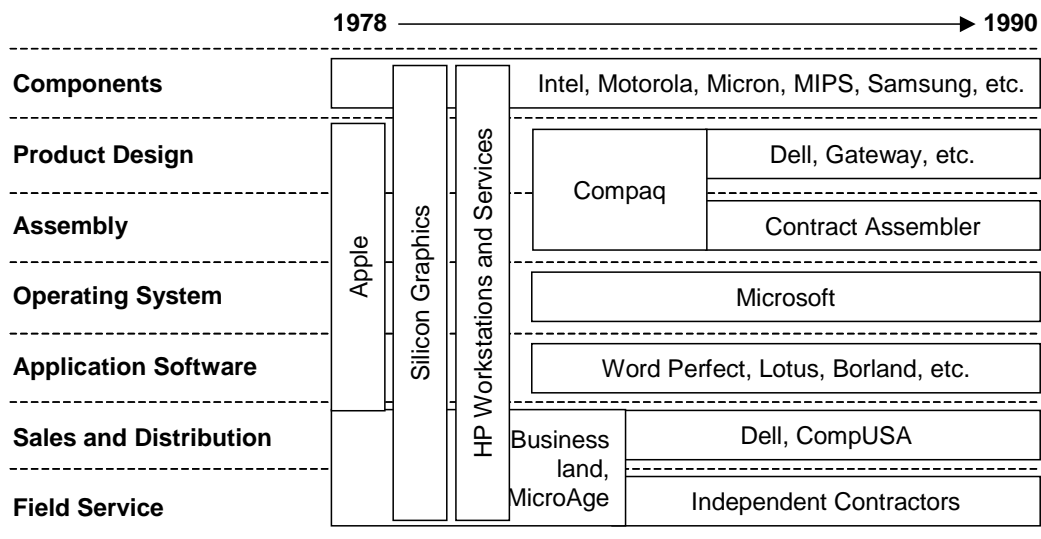 1978 1990
Components
Intel, Motorola, Micron, MIPS, Samsung, etc.
Product Design
Dell, Gateway, etc.
Compaq
Assembly
Contract Assembler
Apple
Silicon Graphics
HP Workstations and Services
Operating System
Microsoft
Application Software
Word Perfect, Lotus, Borland, etc.
Sales and Distribution
Business
land,
MicroAge
Dell, CompUSA
Field Service
Independent Contractors